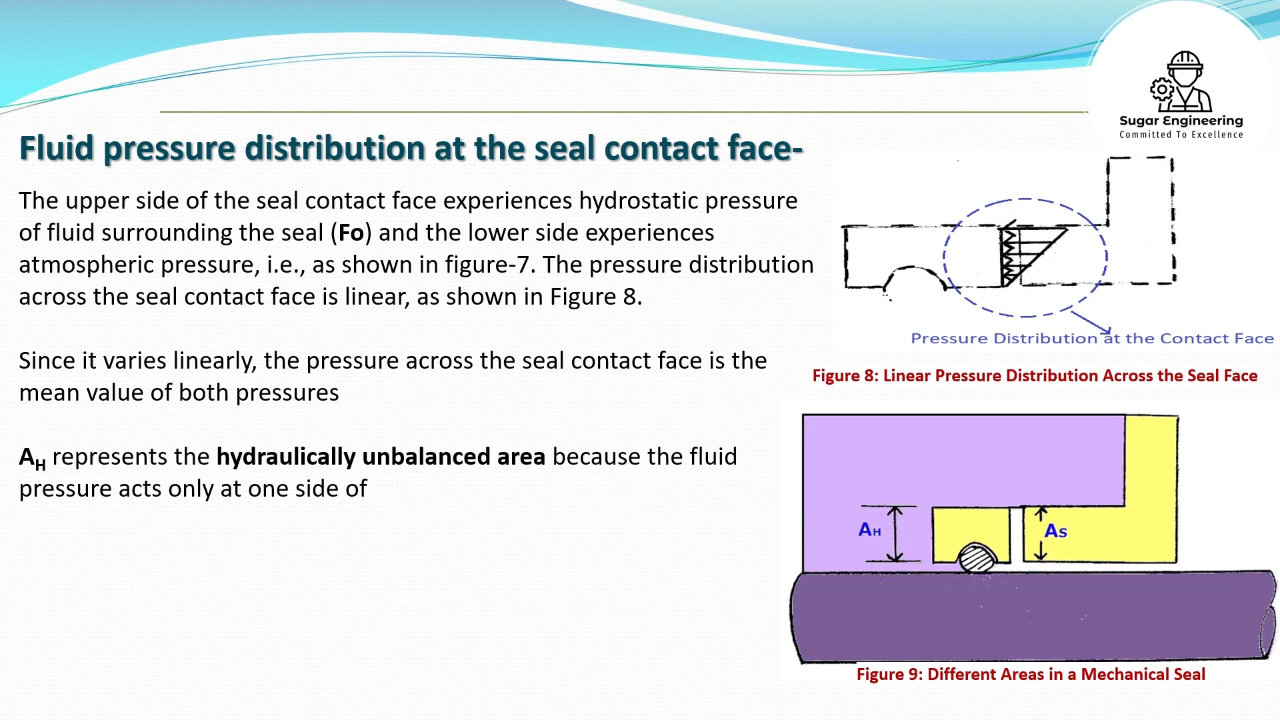 Sugar Engineering
Committed To Excellence
Fluid pressure distribution at the seal contact face-
The upper side of the seal contact face experiences hydrostatic pressure
of fluid surrounding the seal (Fo) and the lower side experiences
atmospheric pressure, i.e., as shown in figure-7. The pressure distribution
across the seal contact face is linear, as shown in Figure 8.
Since it varies linearly, the pressure across the seal contact face is the
mean value of both pressures
AH represents the hydraulically unbalanced area because the fluid
pressure acts only at one side of
Pressure Distribution at the Contact Face
Figure 8: Linear Pressure Distribution Across the Seal Face
AH
As
Figure 9: Different Areas in a Mechanical Seal